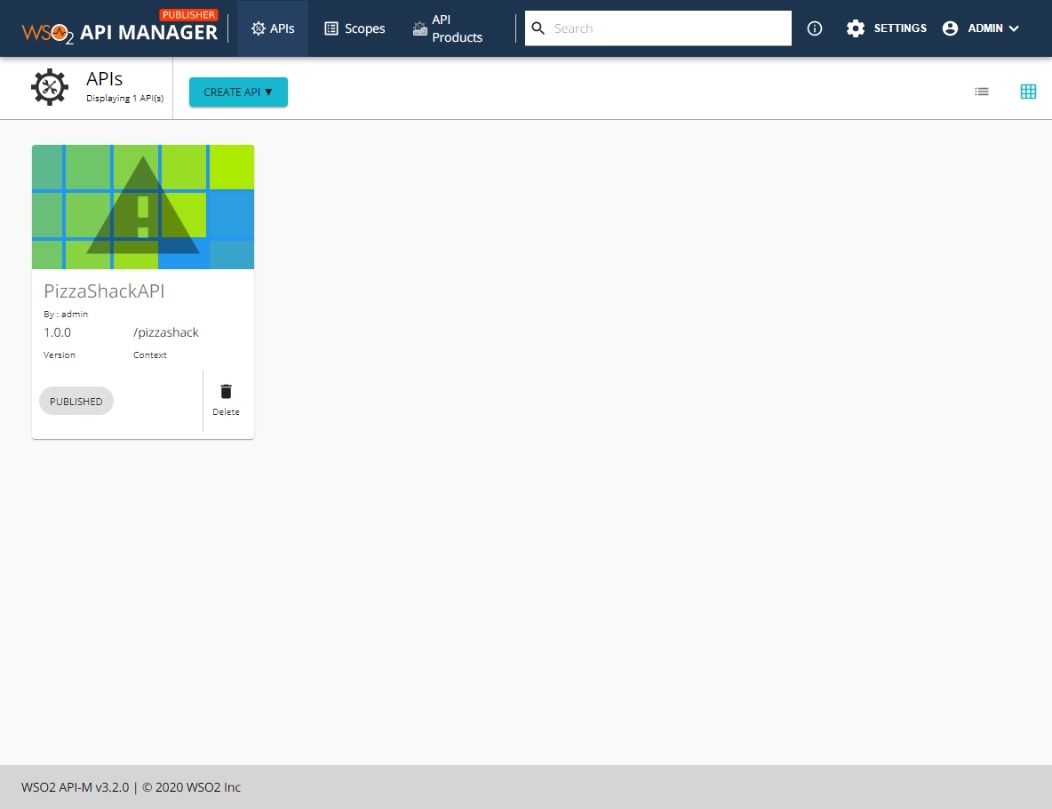 PUBLISHER
WSO2 API MANAGER
APIs
Scopes
API
Products
Search
SETTINGS
ADMIN
APIs
Displaying 1 API(s)
CREATE API ▼
PizzaShackAPI
By : admin
1.0.0 /pizzashack
Version Context
PUBLISHED
Delete
WSO2 API-M v3.2.0 | © 2020 WSO2 Inc